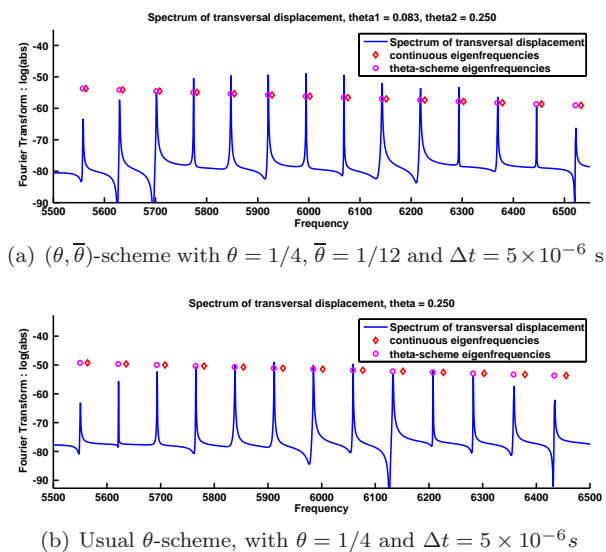 Spectrum of transversal displacement, theta1 = 0.083, theta2 = 0.250
Fourier Transform : log(abs)
-40
-50
-60
-70
-80
-90
Spectrum of transversal displacement
continuous eigenfrequencies
theta-scheme eigenfrequencies
5500 5600 5700 5800 5900 6000 6100 6200 6300 6400 6500
Frequency
(a) (θ, θ̅)-scheme with θ = 1/4, θ̅ = 1/12 and Δt = 5×10⁻⁶ s
Spectrum of transversal displacement, theta = 0.250
Fourier Transform : log(abs)
-40
-50
-60
-70
-80
-90
Spectrum of transversal displacement
continuous eigenfrequencies
theta-scheme eigenfrequencies
5500 5600 5700 5800 5900 6000 6100 6200 6300 6400 6500
Frequency
(b) Usual θ-scheme, with θ = 1/4 and Δt = 5 × 10⁻⁶s